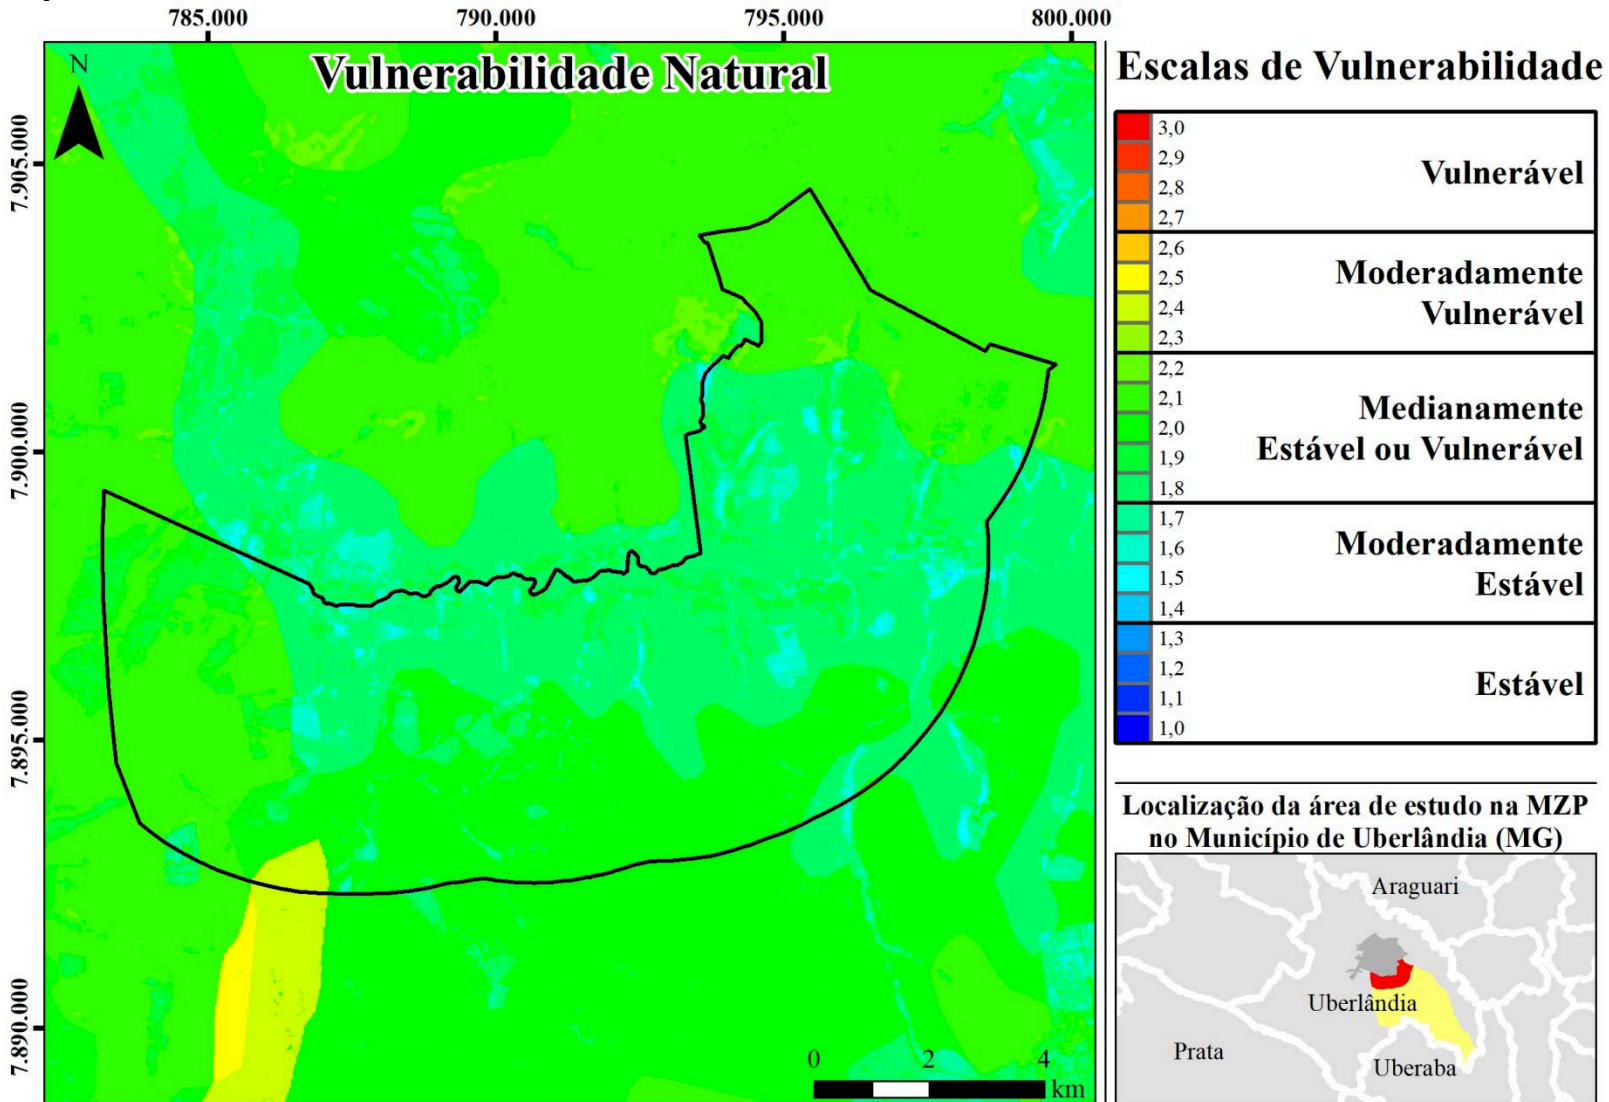 785.000
790.000
795.000
800.000
N
Vulnerabilidade Natural
7.905.000
7.900.000
7.895.000
7.890.000
0
2
4
km
Escalas de Vulnerabilidade
3,0
2,9
2,8
2,7
Vulnerável
2,6
2,5
2,4
2,3
Moderadamente
Vulnerável
2,2
2,1
2,0
1,9
1,8
Medianamente
Estável ou Vulnerável
1,7
1,6
1,5
1,4
Moderadamente
Estável
1,3
1,2
1,1
1,0
Estável
Localização da área de estudo na MZP
no Município de Uberlândia (MG)
Araguari
Uberlândia
Prata
Uberaba